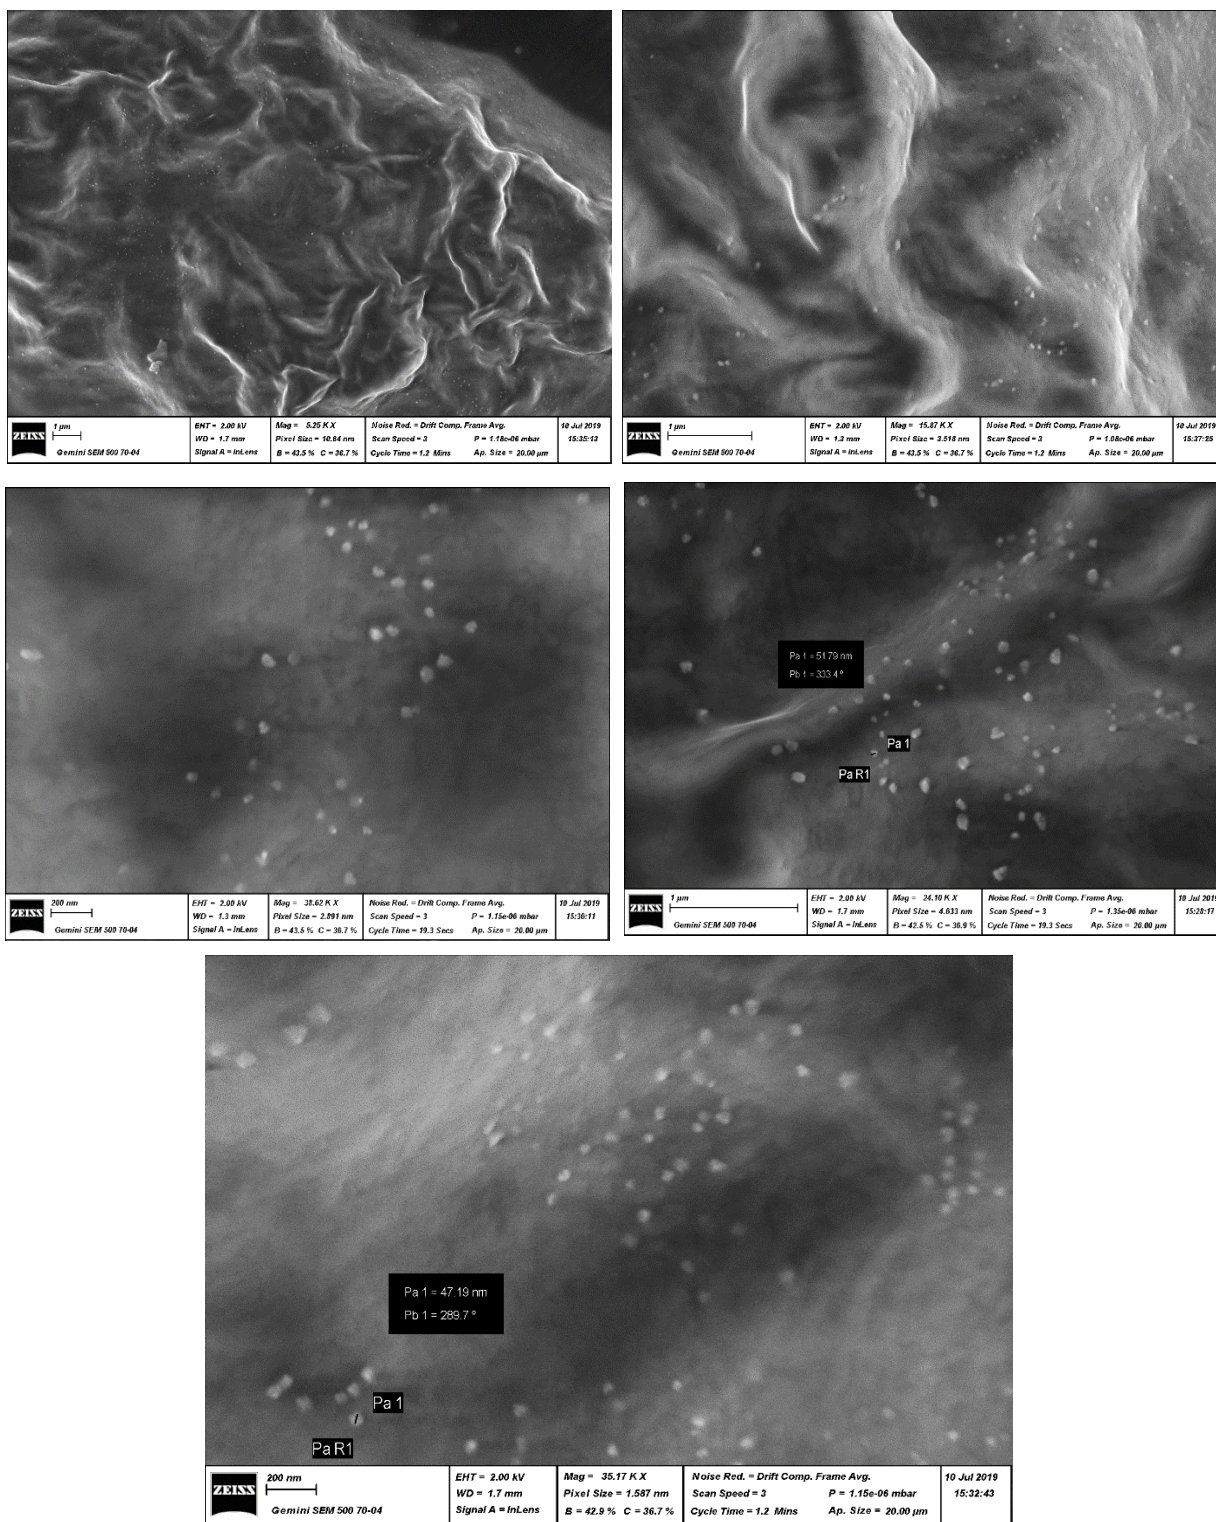 ZEISS
1 µm
Gemini SEM 500 70-04
EHT = 2.00 kV
WD = 1.7 mm
Signal A = InLens
Mag = 5.25 K X
Pixel Size = 10.64 nm
B = 43.5 % C = 36.7 %
Noise Red. = Drift Comp. Frame Avg.
Scan Speed = 3 P = 1.18e-06 mbar
Cycle Time = 1.2 Mins Ap. Size = 20.00 µm
10 Jul 2019
15:35:13
ZEISS
1 µm
Gemini SEM 500 70-04
EHT = 2.00 kV
WD = 1.3 mm
Signal A = InLens
Mag = 15.87 K X
Pixel Size = 3.518 nm
B = 43.5 % C = 36.7 %
Noise Red. = Drift Comp. Frame Avg.
Scan Speed = 3 P = 1.08e-06 mbar
Cycle Time = 1.2 Mins Ap. Size = 20.00 µm
10 Jul 2019
15:37:25
ZEISS
200 nm
Gemini SEM 500 70-04
EHT = 2.00 kV
WD = 1.3 mm
Signal A = InLens
Mag = 38.62 K X
Pixel Size = 2.891 nm
B = 43.5 % C = 36.7 %
Noise Red. = Drift Comp. Frame Avg.
Scan Speed = 3 P = 1.15e-06 mbar
Cycle Time = 19.3 Secs Ap. Size = 20.00 µm
10 Jul 2019
15:36:11
Pa 1 = 51.79 nm
Pb 1 = 333.4 °
Pa 1
Pa R1
ZEISS
1 µm
Gemini SEM 500 70-04
EHT = 2.00 kV
WD = 1.7 mm
Signal A = InLens
Mag = 24.10 K X
Pixel Size = 4.633 nm
B = 42.5 % C = 36.9 %
Noise Red. = Drift Comp. Frame Avg.
Scan Speed = 3 P = 1.35e-06 mbar
Cycle Time = 19.3 Secs Ap. Size = 20.00 µm
10 Jul 2019
15:28:17
Pa 1 = 47.19 nm
Pb 1 = 289.7 °
Pa 1
Pa R1
ZEISS
200 nm
Gemini SEM 500 70-04
EHT = 2.00 kV
WD = 1.7 mm
Signal A = InLens
Mag = 35.17 K X
Pixel Size = 1.587 nm
B = 42.9 % C = 36.7 %
Noise Red. = Drift Comp. Frame Avg.
Scan Speed = 3 P = 1.15e-06 mbar
Cycle Time = 1.2 Mins Ap. Size = 20.00 µm
10 Jul 2019
15:32:43